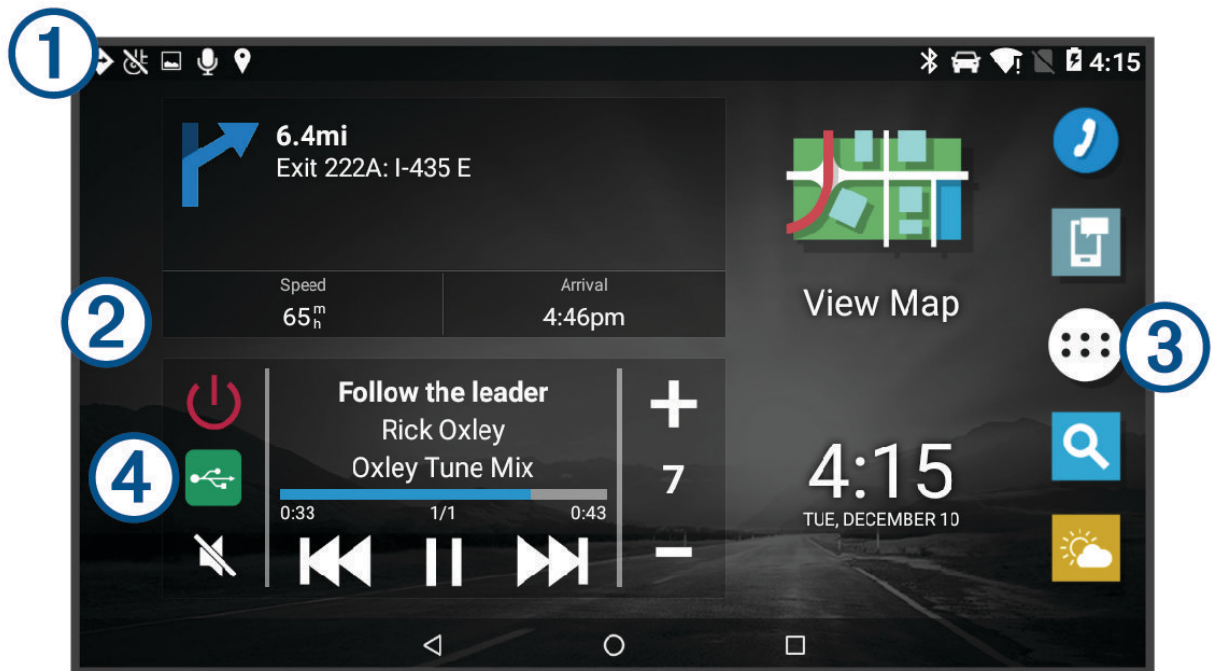 1
4:15
6.4mi
Exit 222A: I-435 E
Speed
65 m h
Arrival
4:46pm
View Map
2
3
Follow the leader
Rick Oxley
Oxley Tune Mix
0:33 1/1 0:43
7
4
4:15
TUE, DECEMBER 10